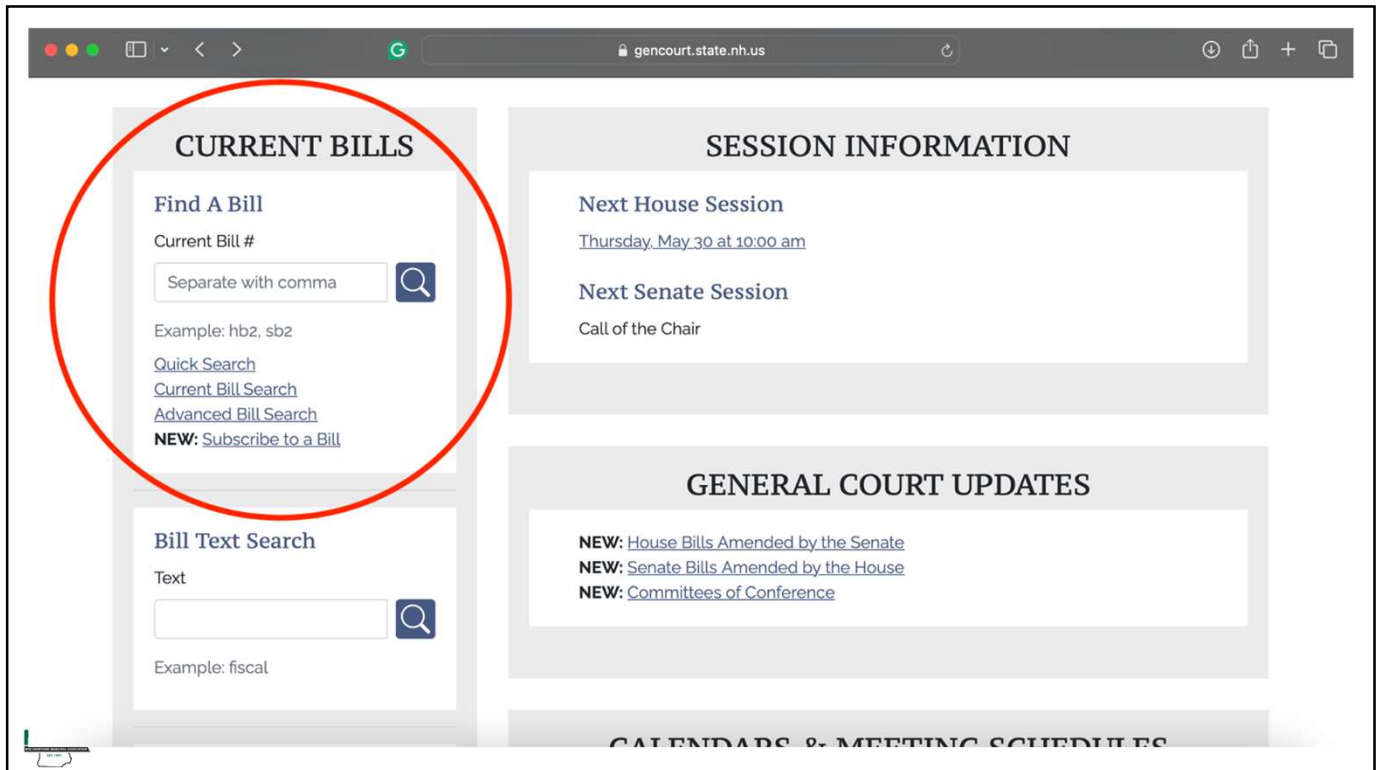 gencourt.state.nh.us
CURRENT BILLS
Find A Bill
Current Bill #
Separate with comma
Example: hb2, sb2
Quick Search
Current Bill Search
Advanced Bill Search
NEW: Subscribe to a Bill
Bill Text Search
Text
Example: fiscal
SESSION INFORMATION
Next House Session
Thursday, May 30 at 10:00 am
Next Senate Session
Call of the Chair
GENERAL COURT UPDATES
NEW: House Bills Amended by the Senate
NEW: Senate Bills Amended by the House
NEW: Committees of Conference
CALENDARS & MEETING SCHEDULES